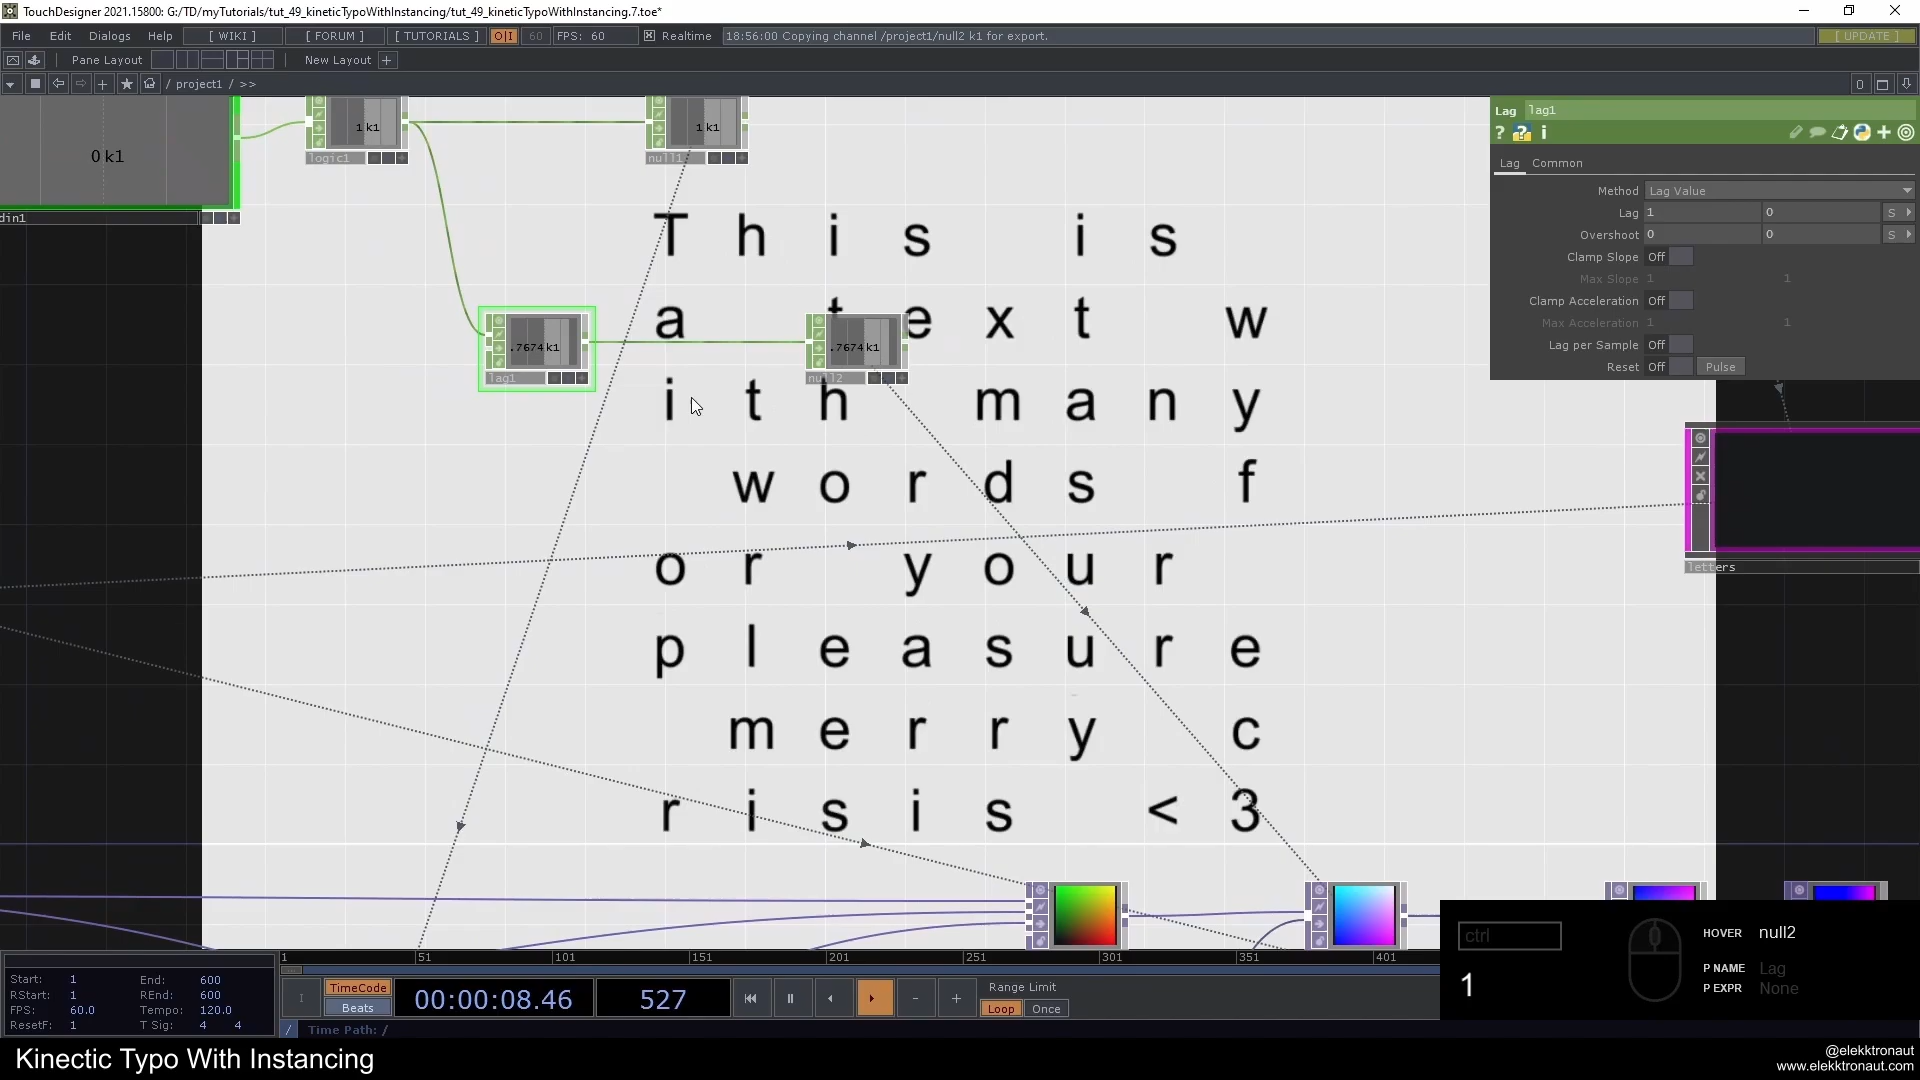 TouchDesigner 2021.15800: G:/TD/myTutorials/tut_49_kineticTypoWithInstancing/tut_49_kineticTypoWithInstancing.7.toe*
File Edit Dialogs Help [ WIKI ] [ FORUM ] [ TUTORIALS ] O|I 60 FPS: 60 Realtime 18:56:00 Copying channel /project1/null2 k1 for export. [ UPDATE ]
Pane Layout New Layout +
/ project1 / >> 0
0 k1
din1
1 k1
logic1
1 k1
null1
Lag lag1
? ? i
Lag Common
Method Lag Value
Lag 1 0 S
Overshoot 0 0 S
Clamp Slope Off
Max Slope 1 1
Clamp Acceleration Off
Max Acceleration 1 1
Lag per Sample Off
Reset Off Pulse
T h i s i s
a t e x t w
i t h m a n y
w o r d s f
o r y o u r
p l e a s u r e
m e r r y c
r i s i s < 3
.7674 k1
lag1
.7674 k1
null2
letters
ctrl
1
HOVER null2
P NAME Lag
P EXPR None
1 51 101 151 201 251 301 351 401
Start: 1 End: 600
RStart: 1 REnd: 600
FPS: 60.0 Tempo: 120.0
ResetF: 1 T Sig: 4 4
TimeCode
Beats
00:00:08.46 527
- +
Range Limit
Loop Once
/ Time Path: /
Kinectic Typo With Instancing
@elekktronaut
www.elekktronaut.com